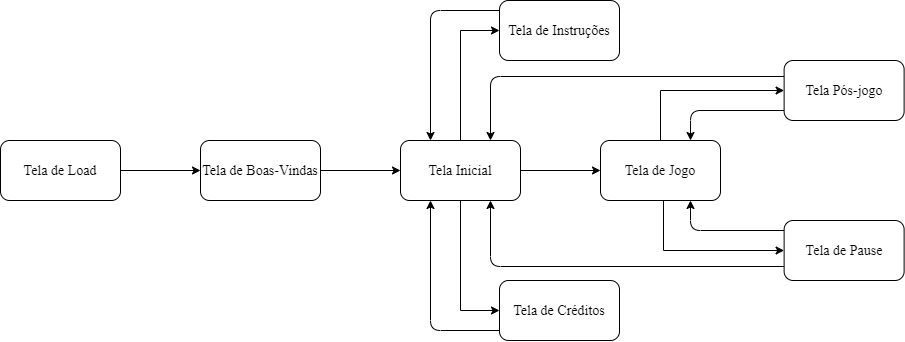 Tela de Instruções
Tela Pós-jogo
Tela de Load
Tela de Boas-Vindas
Tela Inicial
Tela de Jogo
Tela de Pause
Tela de Créditos